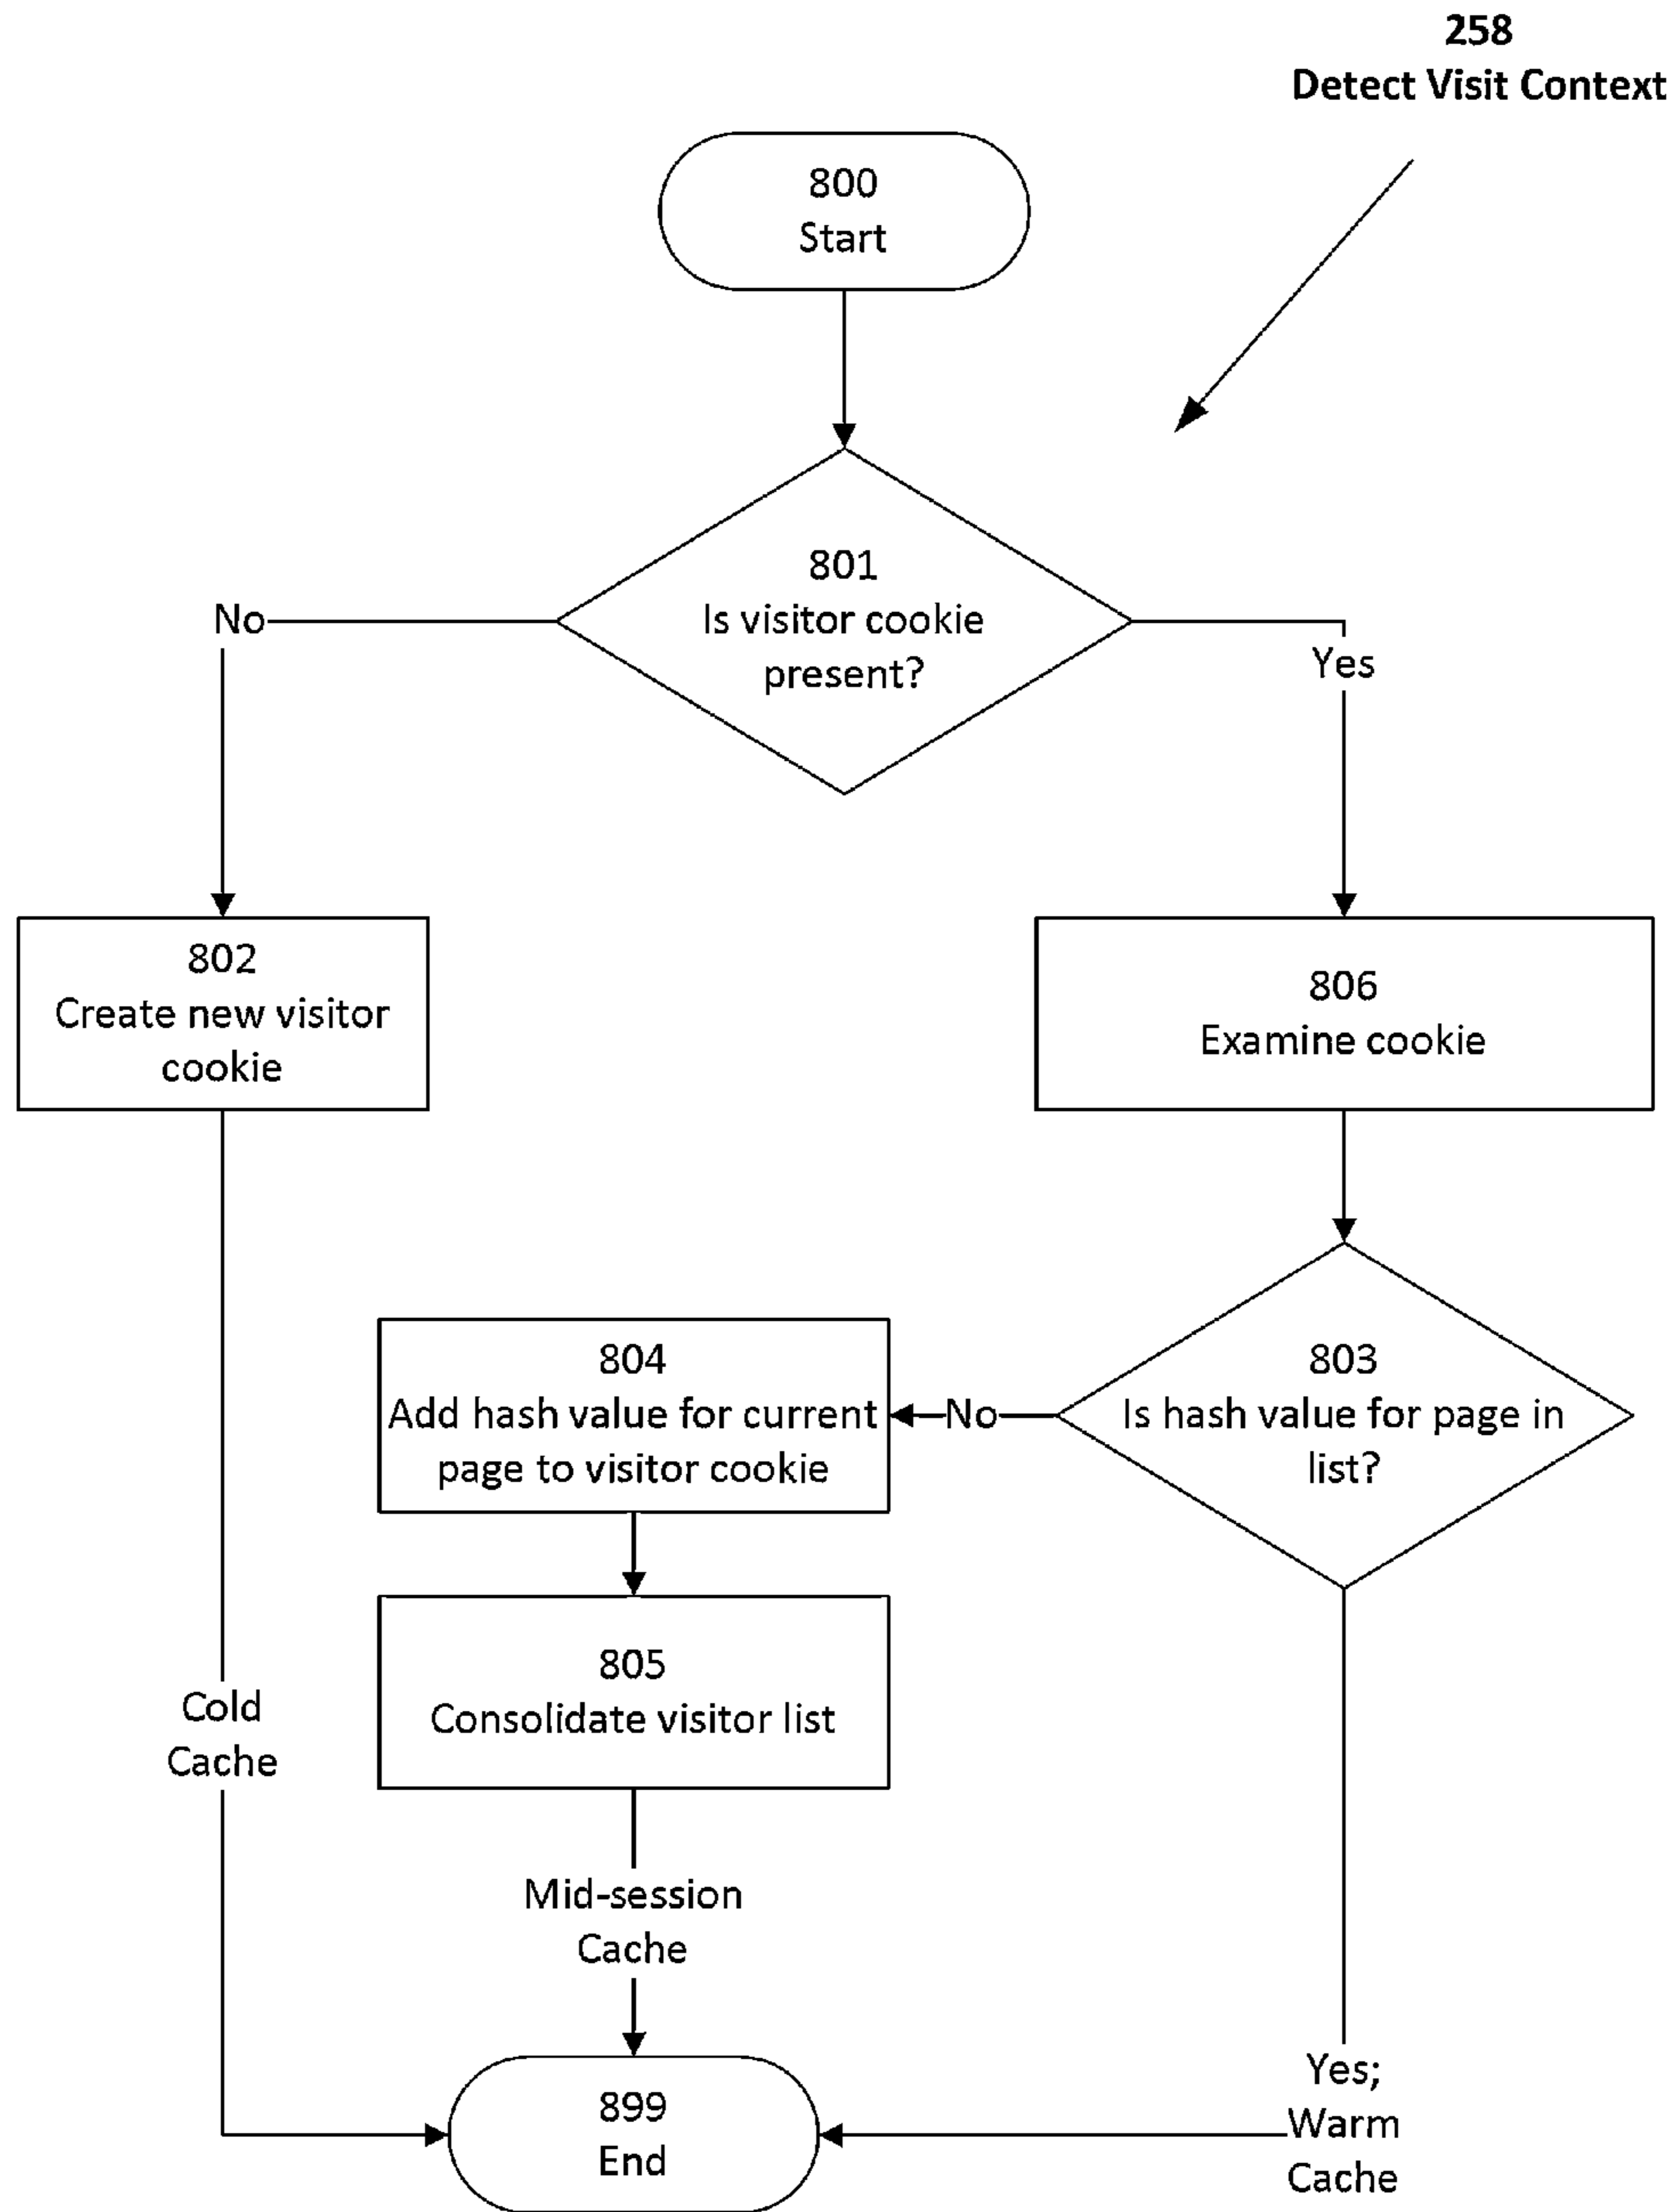 258
Detect Visit Context
800
Start
801
Is visitor cookie
present?
No
Yes
802
Create new visitor
cookie
806
Examine cookie
804
Add hash value for current
page to visitor cookie
No
803
Is hash value for page in
list?
805
Consolidate visitor list
Cold
Cache
Mid-session
Cache
Yes;
Warm
Cache
899
End